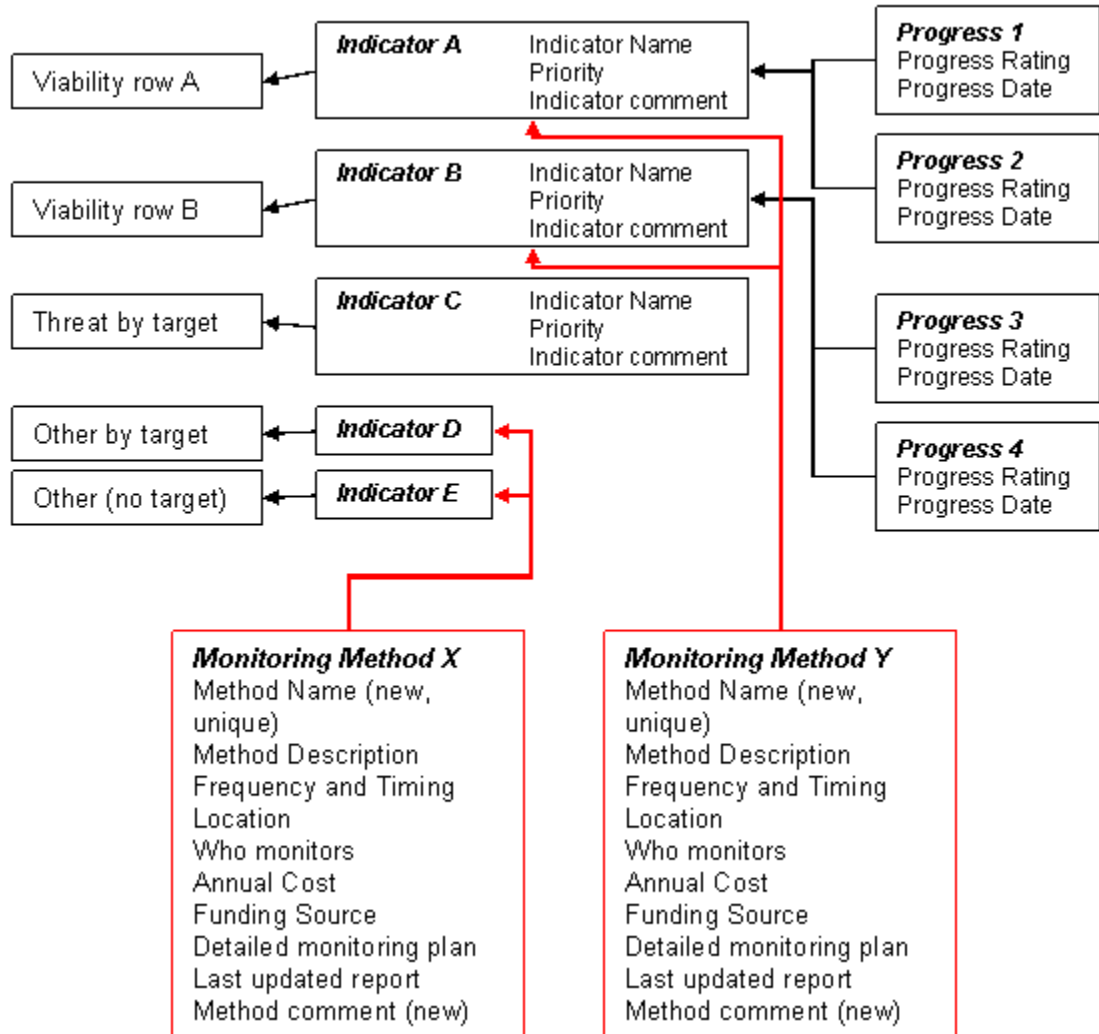 Viability row A
Viability row B
Threat by target
Other by target
Other (no target)
Indicator A Indicator Name
Priority
Indicator comment
Indicator B Indicator Name
Priority
Indicator comment
Indicator C Indicator Name
Priority
Indicator comment
Indicator D
Indicator E
Progress 1
Progress Rating
Progress Date
Progress 2
Progress Rating
Progress Date
Progress 3
Progress Rating
Progress Date
Progress 4
Progress Rating
Progress Date
Monitoring Method X
Method Name (new,
unique)
Method Description
Frequency and Timing
Location
Who monitors
Annual Cost
Funding Source
Detailed monitoring plan
Last updated report
Method comment (new)
Monitoring Method Y
Method Name (new,
unique)
Method Description
Frequency and Timing
Location
Who monitors
Annual Cost
Funding Source
Detailed monitoring plan
Last updated report
Method comment (new)